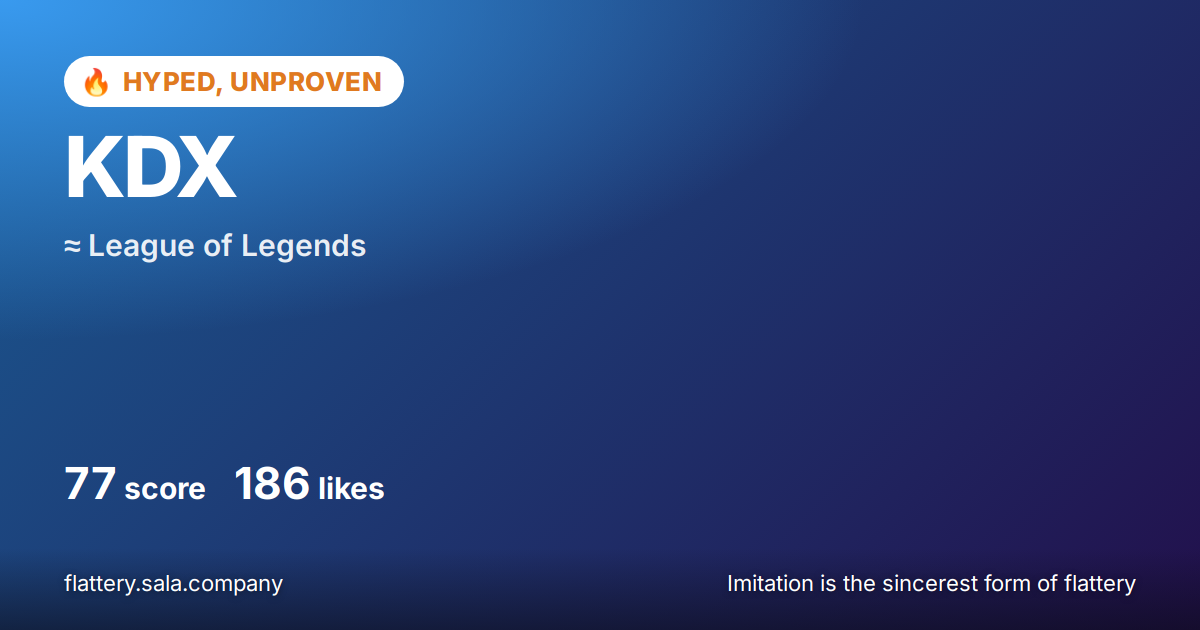 🔥 HYPED, UNPROVEN
KDX
≈ League of Legends
77 score 186 likes
flattery.sala.company
Imitation is the sincerest form of flattery